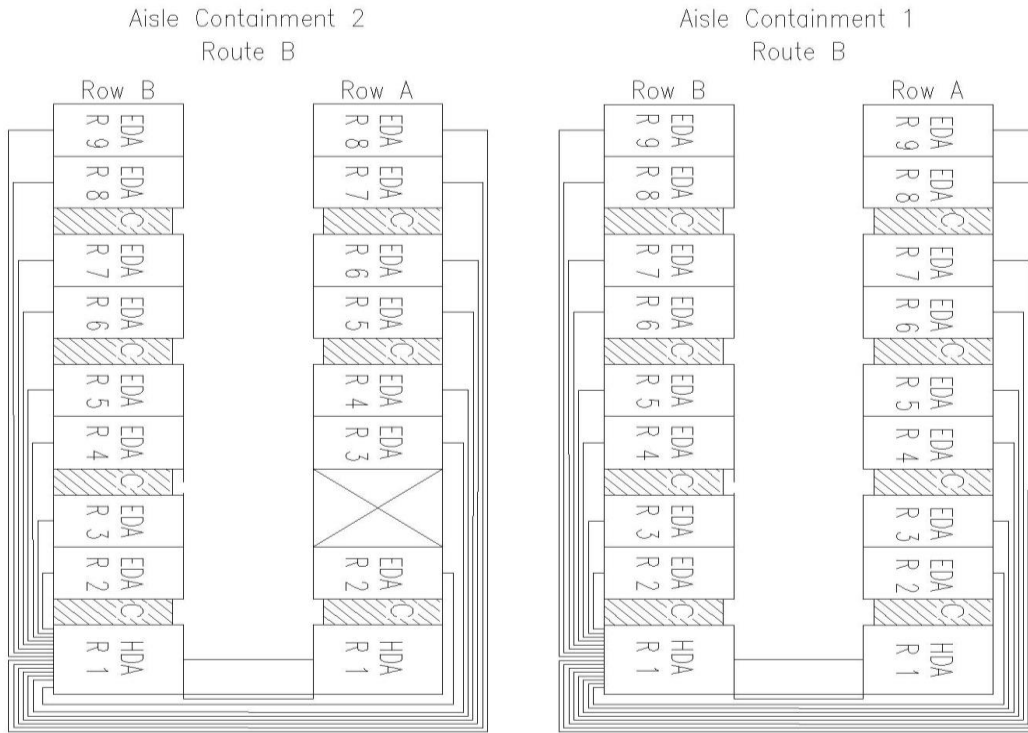 Aisle Containment 2
Route B
Row B
Row A
EDA
R 9
EDA
R 8
C
EDA
R 7
EDA
R 6
C
EDA
R 5
EDA
R 4
C
EDA
R 3
EDA
R 2
C
HDA
R 1
EDA
R 8
EDA
R 7
C
EDA
R 6
EDA
R 5
C
EDA
R 4
EDA
R 3
EDA
R 2
C
HDA
R 1
Aisle Containment 1
Route B
Row B
Row A
EDA
R 9
EDA
R 8
C
EDA
R 7
EDA
R 6
C
EDA
R 5
EDA
R 4
C
EDA
R 3
EDA
R 2
C
HDA
R 1
EDA
R 9
EDA
R 8
C
EDA
R 7
EDA
R 6
C
EDA
R 5
EDA
R 4
C
EDA
R 3
EDA
R 2
C
HDA
R 1